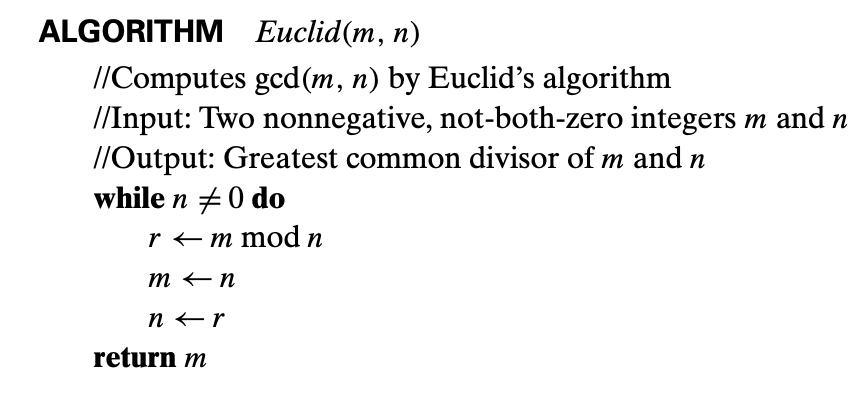 ALGORITHM Euclid(m, n)
//Computes gcd(m, n) by Euclid’s algorithm
//Input: Two nonnegative, not-both-zero integers m and n
//Output: Greatest common divisor of m and n
while n ≠ 0 do
r ← m mod n
m ← n
n ← r
return m